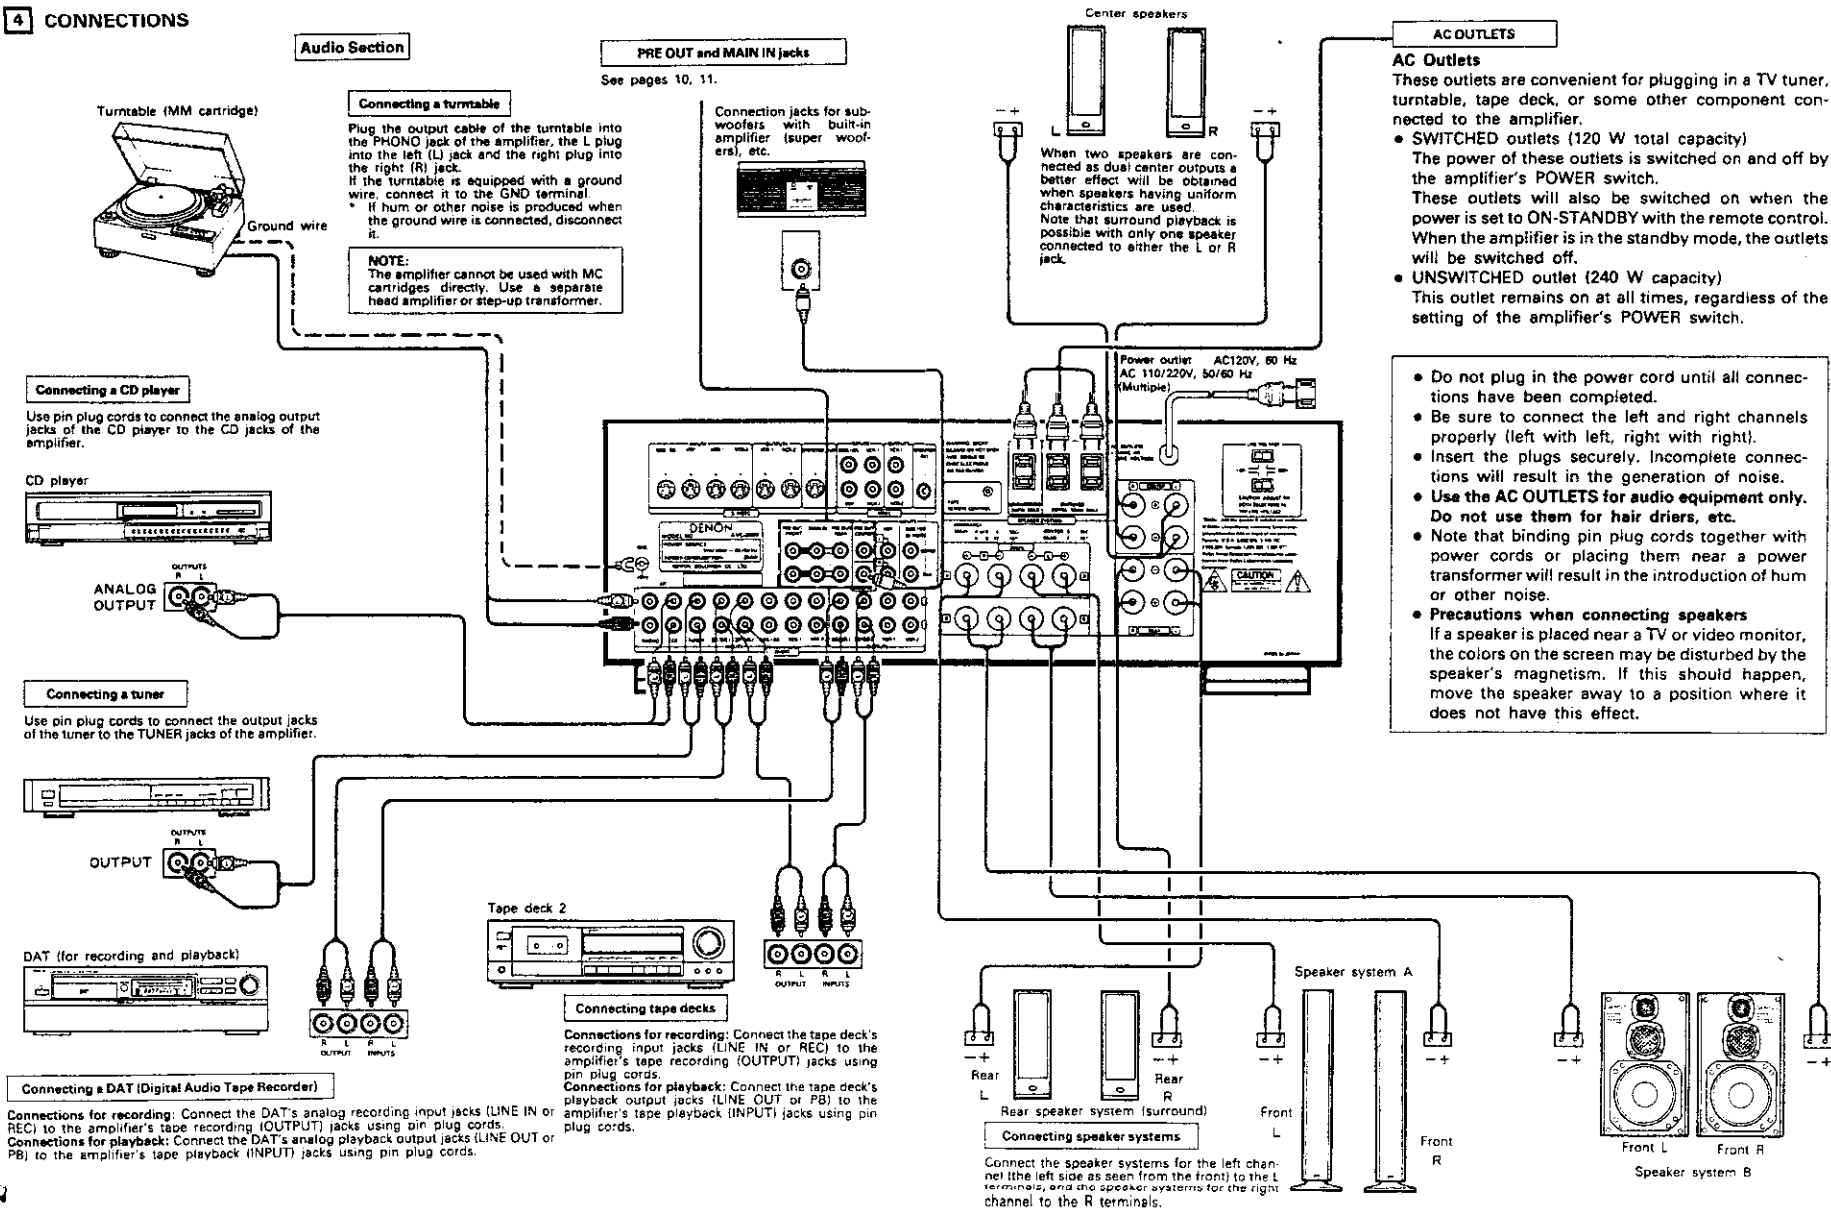 4 CONNECTIONS
Audio Section
Turntable (MM cartridge)
Ground wire
Connecting a turntable
Plug the output cable of the turntable into
the PHONO jack of the amplifier, the L plug
into the left (L) jack and the right plug into
the right (R) jack.
If the turntable is equipped with a ground
wire, connect it to the GND terminal.
* If hum or other noise is produced when
the ground wire is connected, disconnect
it.
NOTE:
The amplifier cannot be used with MC
cartridges directly. Use a separate
head amplifier or step-up transformer.
PRE OUT and MAIN IN jacks
See pages 10, 11.
Connection jacks for sub-
woofers with built-in
amplifier (super woof-
ers), etc.
Center speakers
- +
L
R
- +
When two speakers are con-
nected as dual center outputs a
better effect will be obtained
when speakers having uniform
characteristics are used.
Note that surround playback is
possible with only one speaker
connected to either the L or R
jack.
AC OUTLETS
AC Outlets
These outlets are convenient for plugging in a TV tuner,
turntable, tape deck, or some other component con-
nected to the amplifier.
• SWITCHED outlets (120 W total capacity)
The power of these outlets is switched on and off by
the amplifier's POWER switch.
These outlets will also be switched on when the
power is set to ON-STANDBY with the remote control.
When the amplifier is in the standby mode, the outlets
will be switched off.
• UNSWITCHED outlet (240 W capacity)
This outlet remains on at all times, regardless of the
setting of the amplifier's POWER switch.
Power outlet AC120V, 60 Hz
AC 110/220V, 50/60 Hz
(Multiple)
• Do not plug in the power cord until all connec-
tions have been completed.
• Be sure to connect the left and right channels
properly (left with left, right with right).
• Insert the plugs securely. Incomplete connec-
tions will result in the generation of noise.
• Use the AC OUTLETS for audio equipment only.
Do not use them for hair driers, etc.
• Note that binding pin plug cords together with
power cords or placing them near a power
transformer will result in the introduction of hum
or other noise.
• Precautions when connecting speakers
If a speaker is placed near a TV or video monitor,
the colors on the screen may be disturbed by the
speaker's magnetism. If this should happen,
move the speaker away to a position where it
does not have this effect.
Connecting a CD player
Use pin plug cords to connect the analog output
jacks of the CD player to the CD jacks of the
amplifier.
CD player
OUTPUTS
R L
ANALOG
OUTPUT
DENON
CAUTION
Connecting a tuner
Use pin plug cords to connect the output jacks
of the tuner to the TUNER jacks of the amplifier.
OUTPUTS
R L
OUTPUT
DAT (for recording and playback)
R L R L
OUTPUT INPUTS
Connecting a DAT (Digital Audio Tape Recorder)
Connections for recording: Connect the DAT's analog recording input jacks (LINE IN or
REC) to the amplifier's tape recording (OUTPUT) jacks using pin plug cords.
Connections for playback: Connect the DAT's analog playback output jacks (LINE OUT or
PB) to the amplifier's tape playback (INPUT) jacks using pin plug cords.
Tape deck 2
R L R L
OUTPUT INPUTS
Connecting tape decks
Connections for recording: Connect the tape deck's
recording input jacks (LINE IN or REC) to the
amplifier's tape recording (OUTPUT) jacks using
pin plug cords.
Connections for playback: Connect the tape deck's
playback output jacks (LINE OUT or PB) to the
amplifier's tape playback (INPUT) jacks using pin
plug cords.
- +
Rear
L
- +
Rear
R
Rear speaker system (surround)
Connecting speaker systems
Connect the speaker systems for the left chan-
nel (the left side as seen from the front) to the L
terminals, and the speaker systems for the right
channel to the R terminals.
Speaker system A
- +
Front
L
- +
Front
R
- +
- +
Front L
Front R
Speaker system B